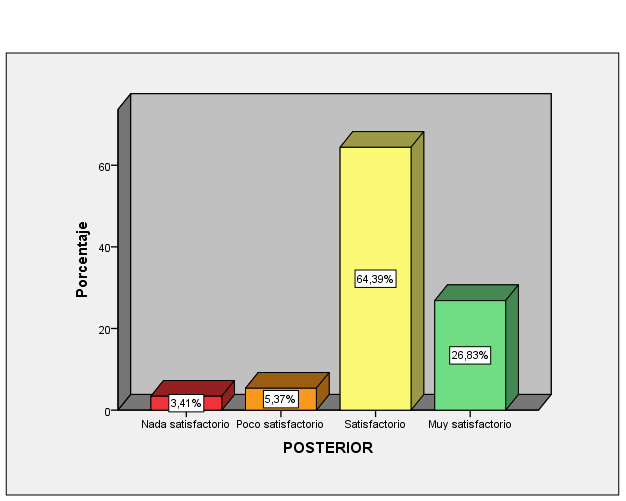 Porcentaje
60
40
20
0
64,39%
26,83%
5,37%
3,41%
Nada satisfactorio Poco satisfactorio Satisfactorio Muy satisfactorio
POSTERIOR